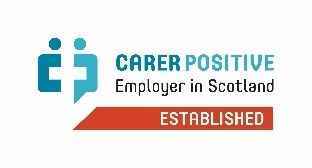 CARER POSITIVE
Employer in Scotland
ESTABLISHED